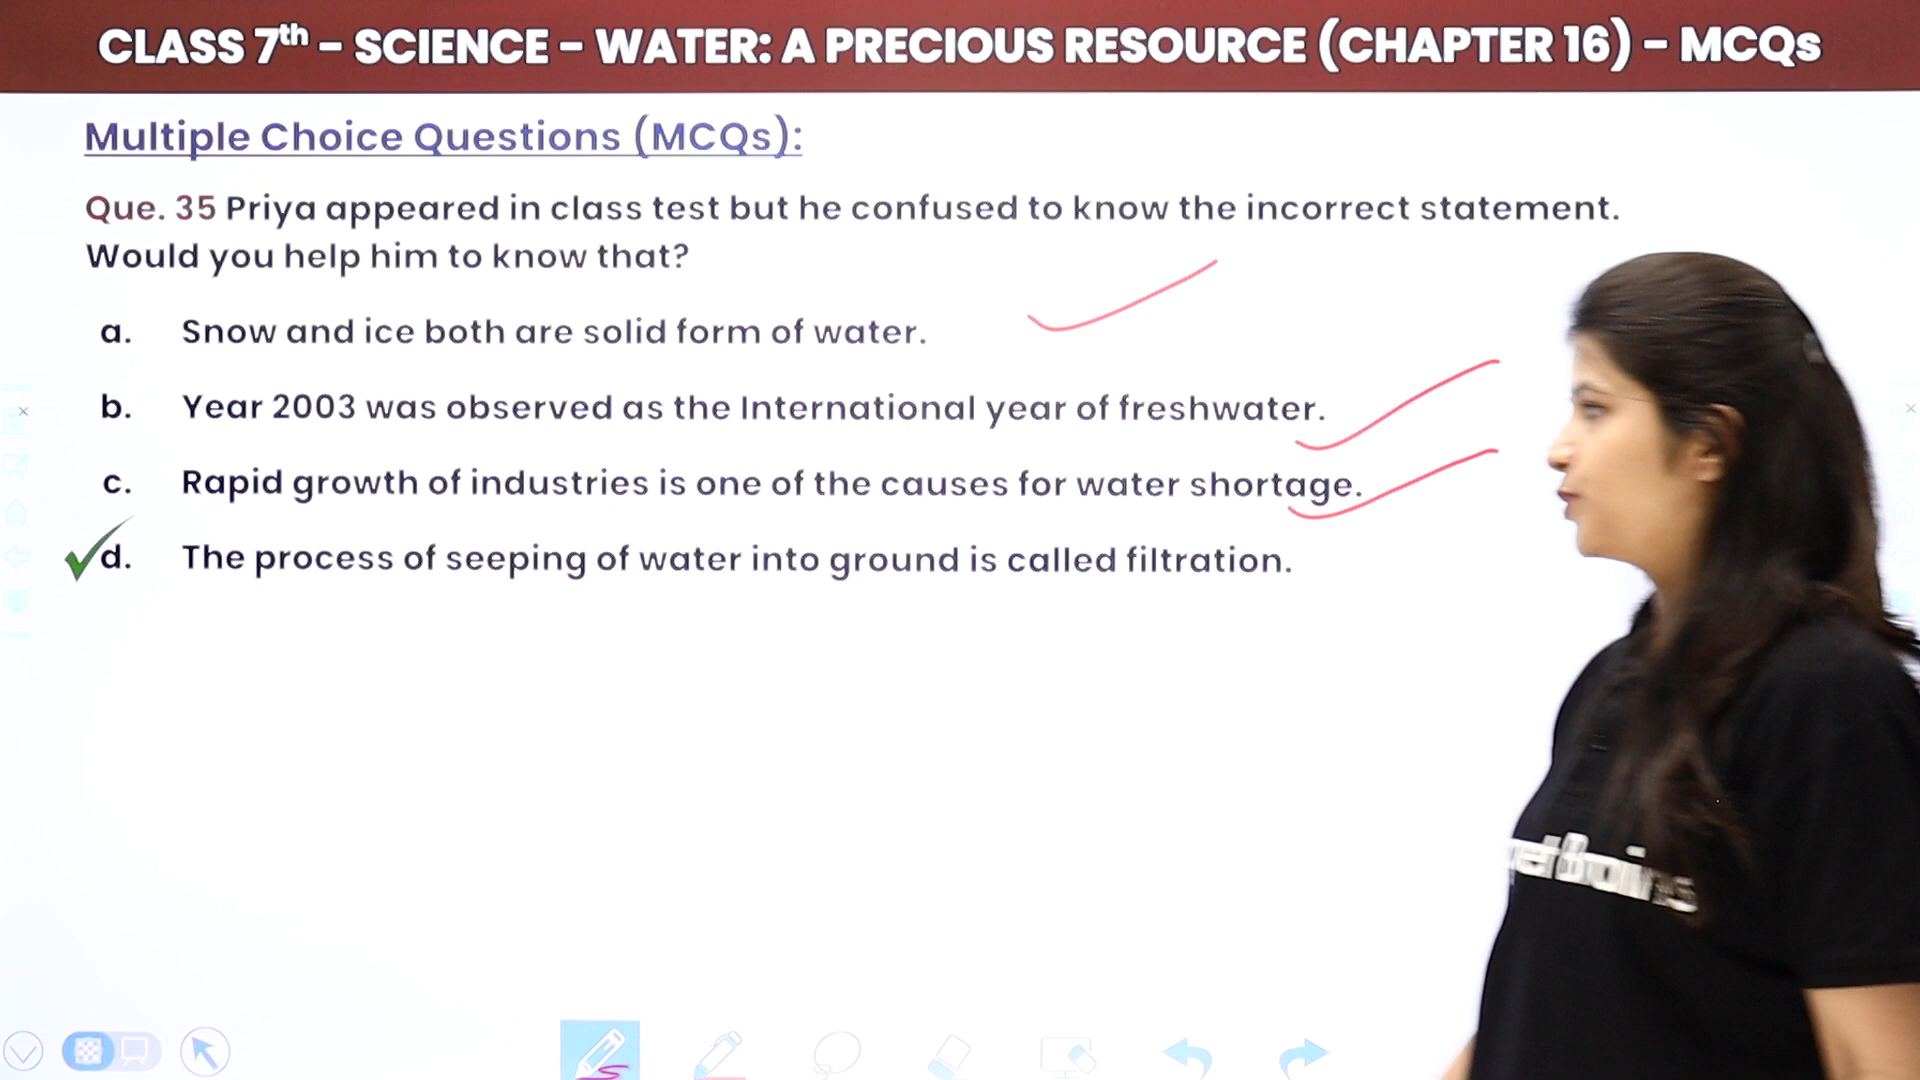 CLASS 7th – SCIENCE – WATER: A PRECIOUS RESOURCE (CHAPTER 16) – MCQs
Multiple Choice Questions (MCQs):
Que. 35 Priya appeared in class test but he confused to know the incorrect statement.
Would you help him to know that?
a. Snow and ice both are solid form of water.
b. Year 2003 was observed as the International year of freshwater.
c. Rapid growth of industries is one of the causes for water shortage.
d. The process of seeping of water into ground is called filtration.